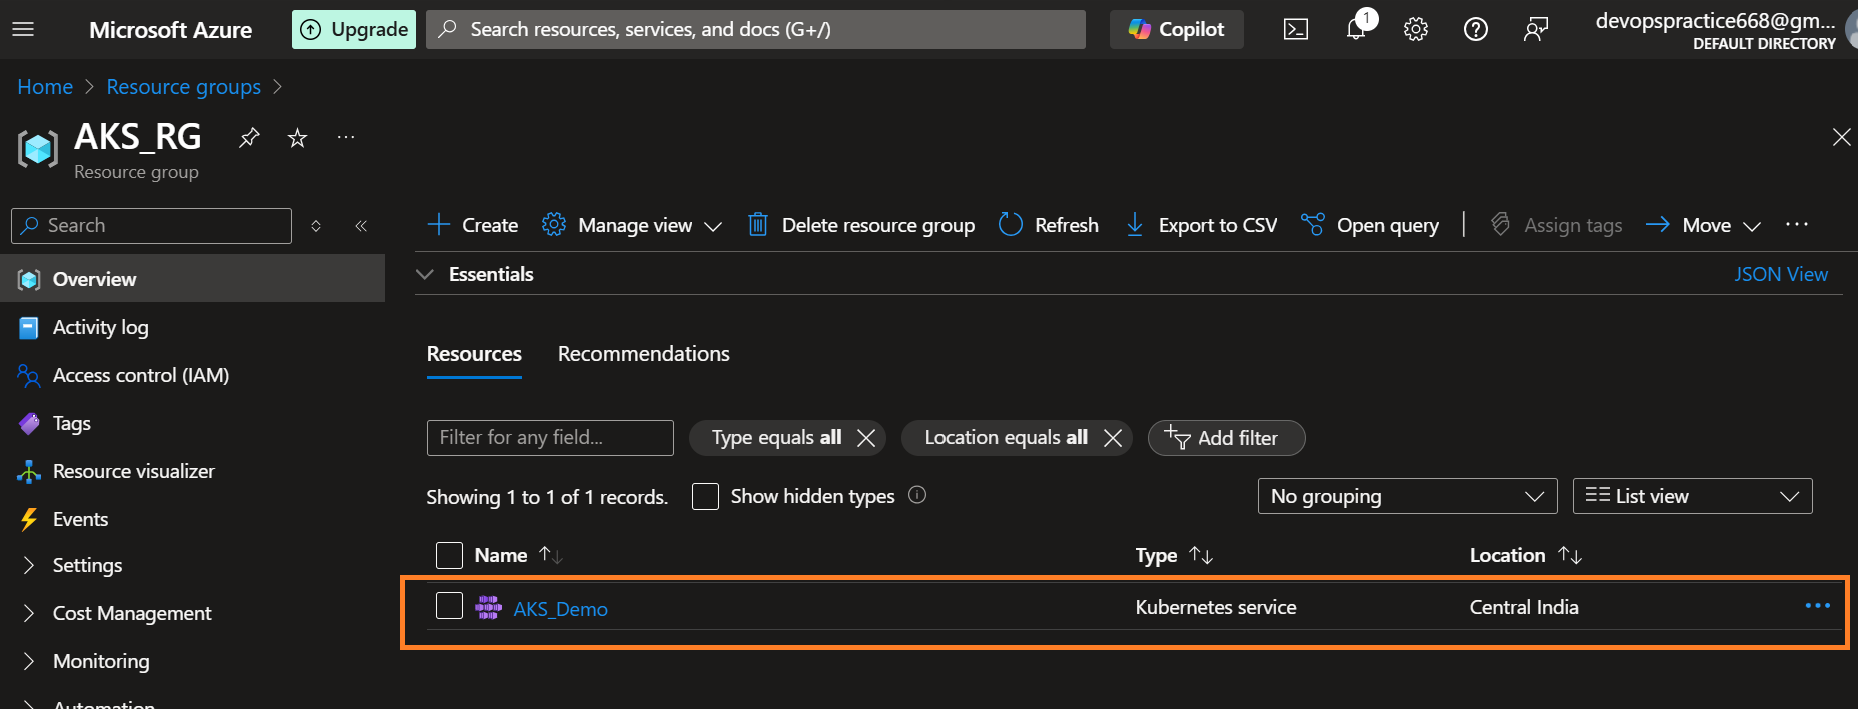 Microsoft Azure
Upgrade
Search resources, services, and docs (G+/)
Copilot
1
devopspractice668@gm...
DEFAULT DIRECTORY
Home > Resource groups >
AKS_RG
Resource group
Search
Create
Manage view
Delete resource group
Refresh
Export to CSV
Open query
Assign tags
Move
Overview
Activity log
Access control (IAM)
Tags
Resource visualizer
Events
Settings
Cost Management
Monitoring
Automation
Essentials
JSON View
Resources
Recommendations
Filter for any field...
Type equals all
Location equals all
Add filter
Showing 1 to 1 of 1 records.
Show hidden types
No grouping
List view
Name
Type
Location
AKS_Demo
Kubernetes service
Central India